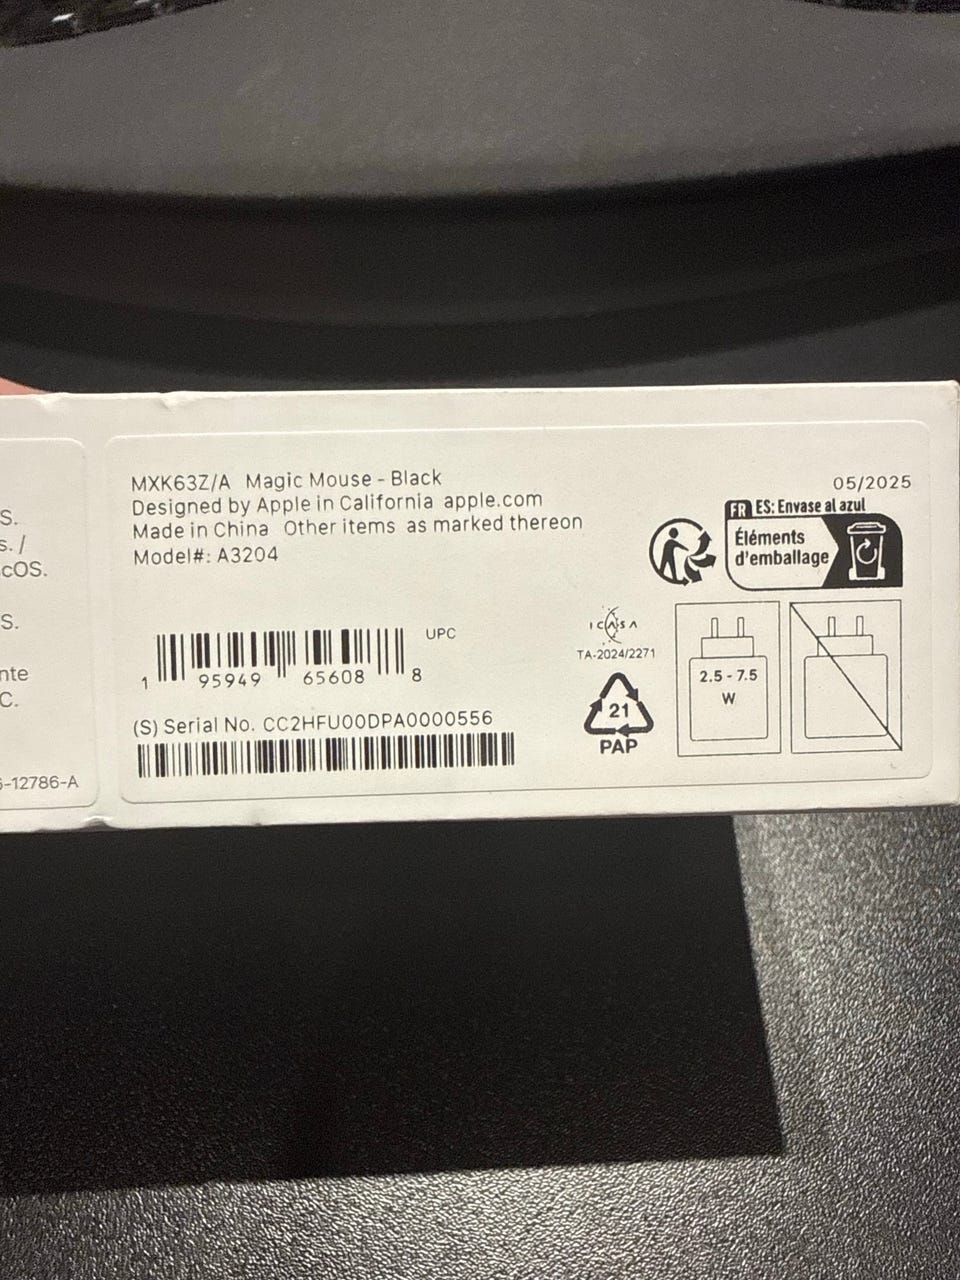 S.
s. /
cOS.
S.
nte
C.
-12786-A
MXK63Z/A Magic Mouse - Black
Designed by Apple in California apple.com
Made in China Other items as marked thereon
Model#: A3204
05/2025
FR ES: Envase al azul
Éléments
d'emballage
UPC
1 95949 65608 8
(S) Serial No. CC2HFU00DPA0000556
ICASA
TA-2024/2271
21
PAP
2.5 - 7.5
W